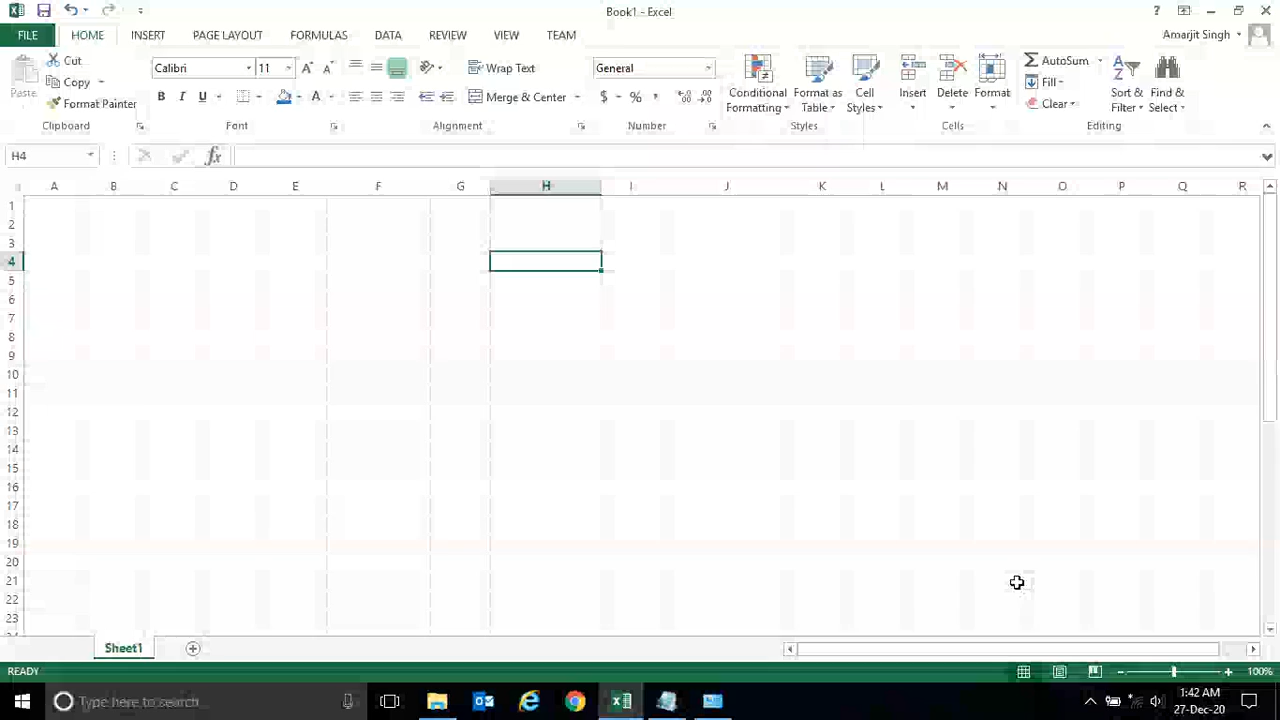 Book1 - Excel
?
FILE HOME INSERT PAGE LAYOUT FORMULAS DATA REVIEW VIEW TEAM Amarjit Singh
Paste Cut Calibri 11 Wrap Text General Conditional Formatting Format as Table Cell Styles Insert Delete Format AutoSum Sort & Filter Find & Select
Copy Fill
Format Painter B I U A Merge & Center $ % , Clear
Clipboard Font Alignment Number Styles Cells Editing
H4 fx
A B C D E F G H I J K L M N O P Q R
1
2
3
4
5
6
7
8
9
10
11
12
13
14
15
16
17
18
19
20
21
22
23
Sheet1
READY 100%
Type here to search 1:42 AM
27-Dec-20